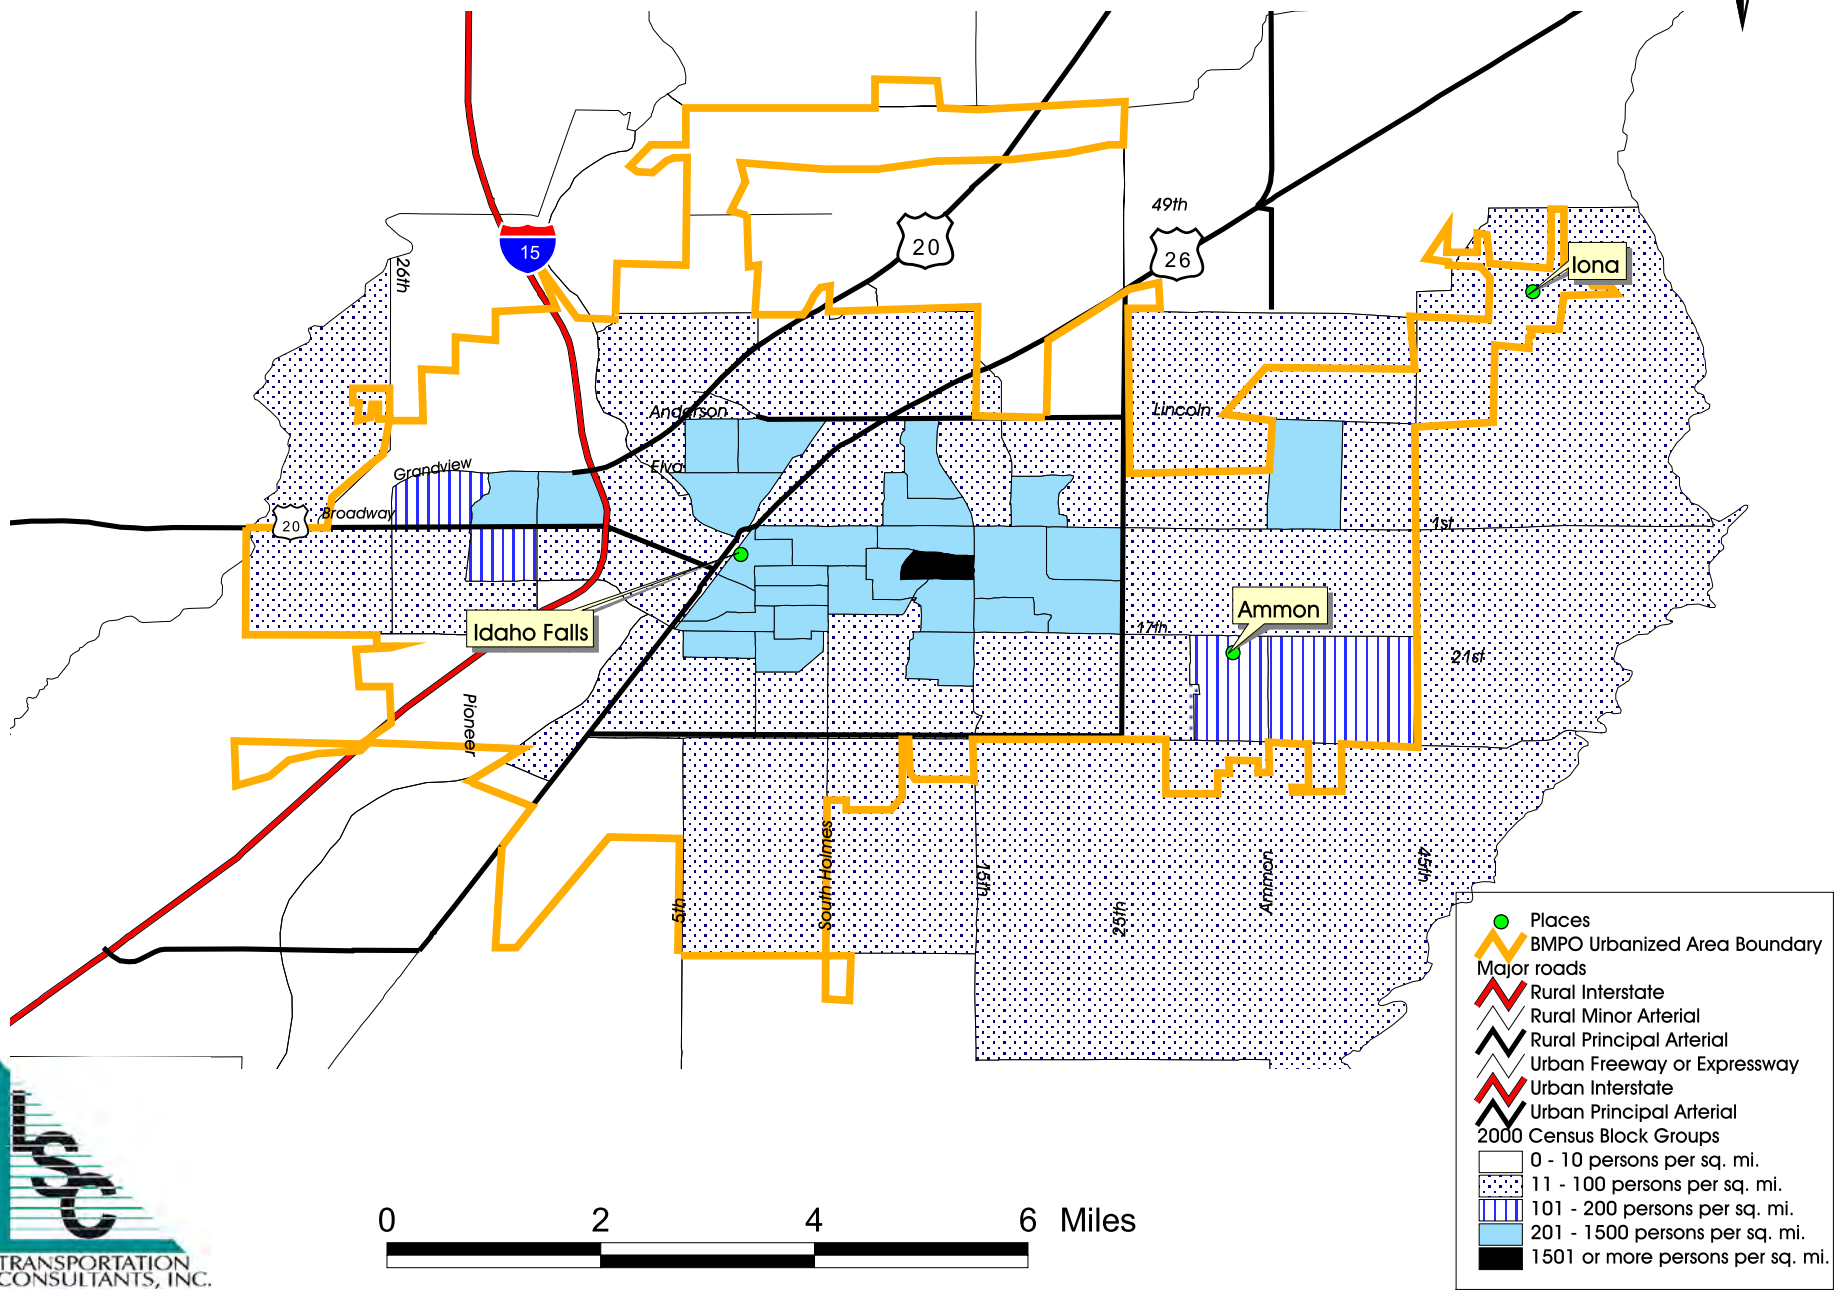 49th
20
26
15
26th
Iona
Anderson
Lincoln
Grandview
Elva
Broadway
20
1st
Ammon
Idaho Falls
17th
21st
Pioneer
South Holmes
5th
15th
25th
Ammon
45th
Places
BMPO Urbanized Area Boundary
Major roads
Rural Interstate
Rural Minor Arterial
Rural Principal Arterial
Urban Freeway or Expressway
Urban Interstate
Urban Principal Arterial
2000 Census Block Groups
0 - 10 persons per sq. mi.
11 - 100 persons per sq. mi.
101 - 200 persons per sq. mi.
201 - 1500 persons per sq. mi.
1501 or more persons per sq. mi.
0 2 4 6 Miles
LSC
TRANSPORTATION
CONSULTANTS, INC.